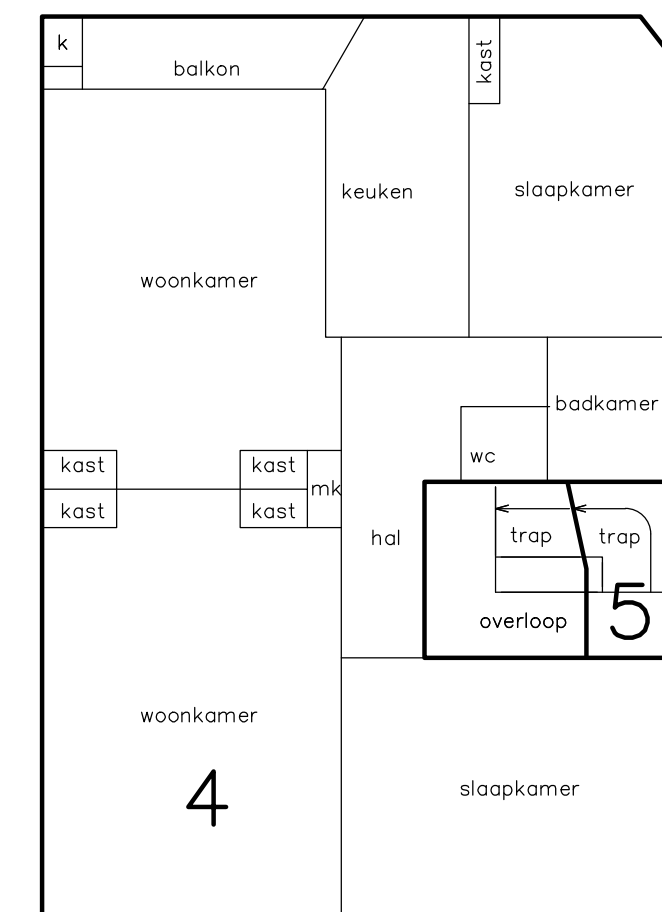 k
balkon
kast
keuken
slaapkamer
woonkamer
badkamer
wc
kast
kast
mk
kast
kast
hal
trap
trap
5
overloop
woonkamer
4
slaapkamer